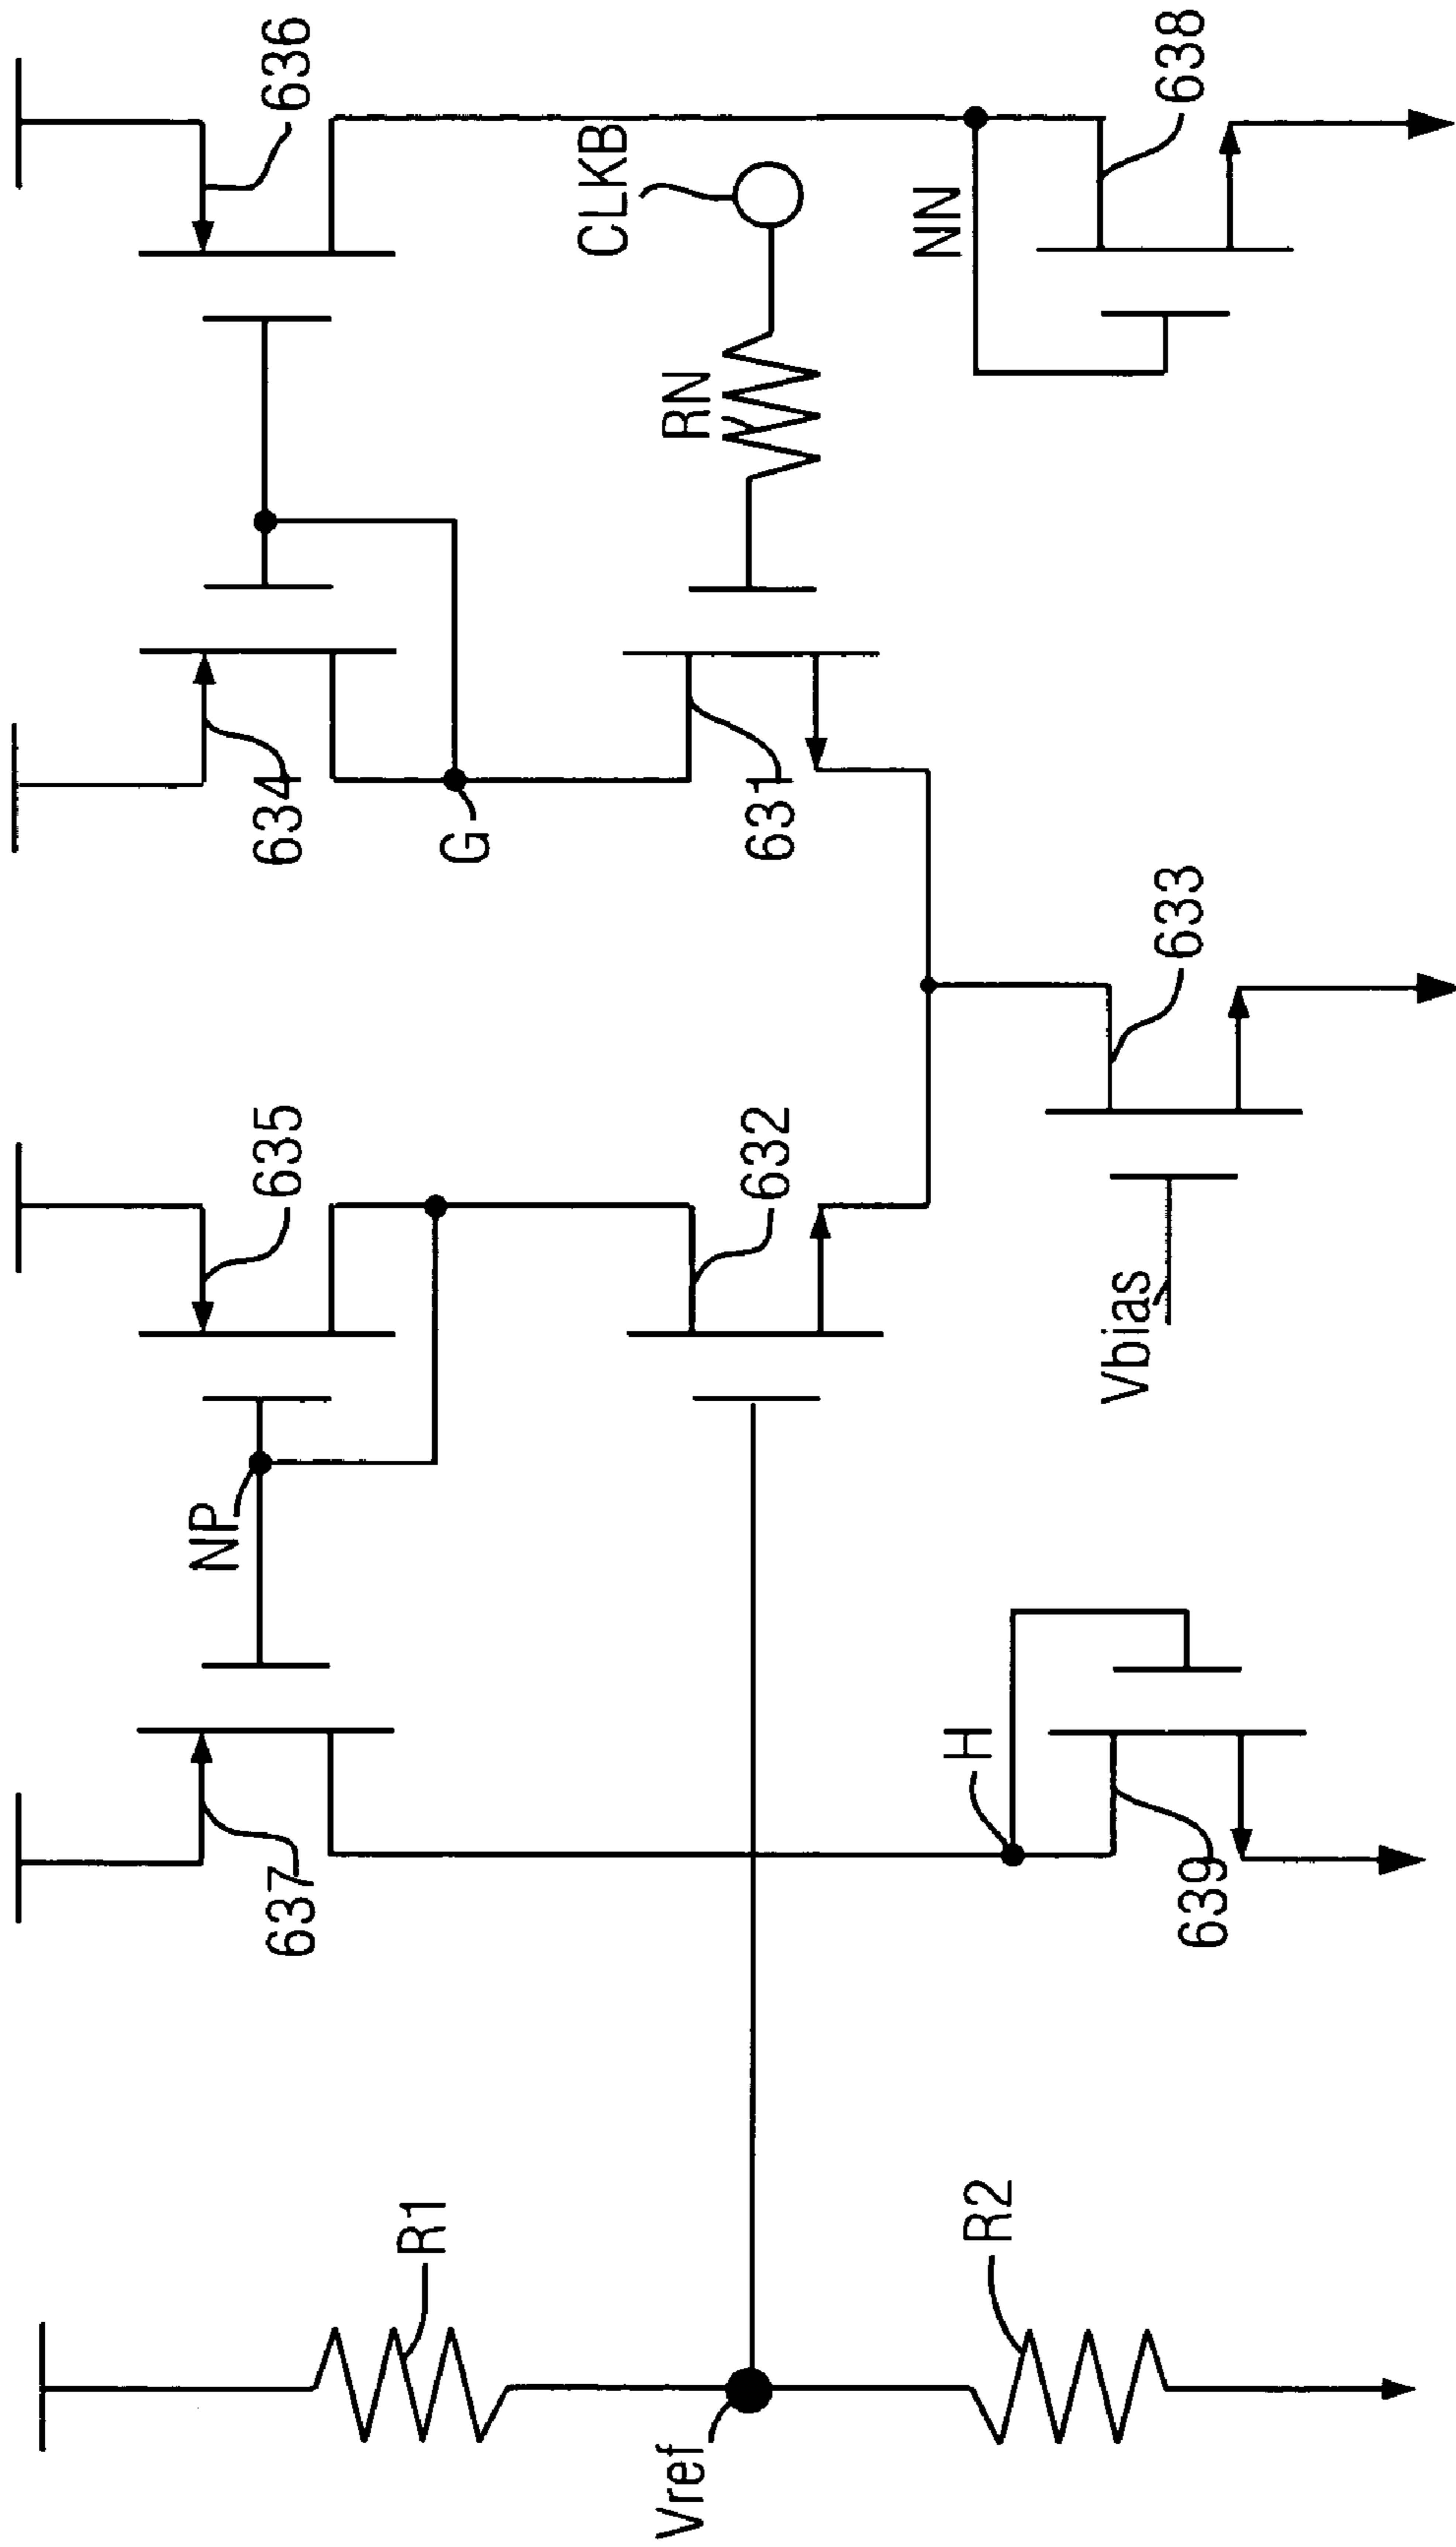 636
638
CLKB
NN
RN
634
G
631
633
635
632
NP
Vbias
H
637
639
R1
R2
Vref